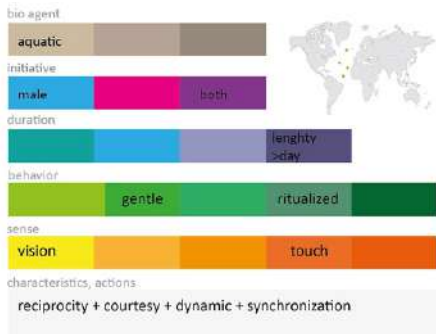 bio agent
aquatic
initiative
male both
duration
lenghty
>day
behavior
gentle ritualized
sense
vision touch
characteristics, actions
reciprocity + courtesy + dynamic + synchronization